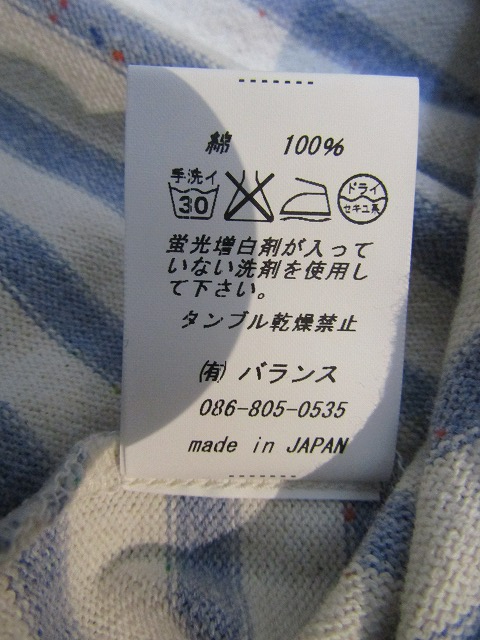 綿 100%
手洗イ
30
ドライ
セキユ系
蛍光増白剤が入って
いない洗剤を使用し
て下さい。
タンブル乾燥禁止
㈲ バランス
086-805-0535
made in JAPAN